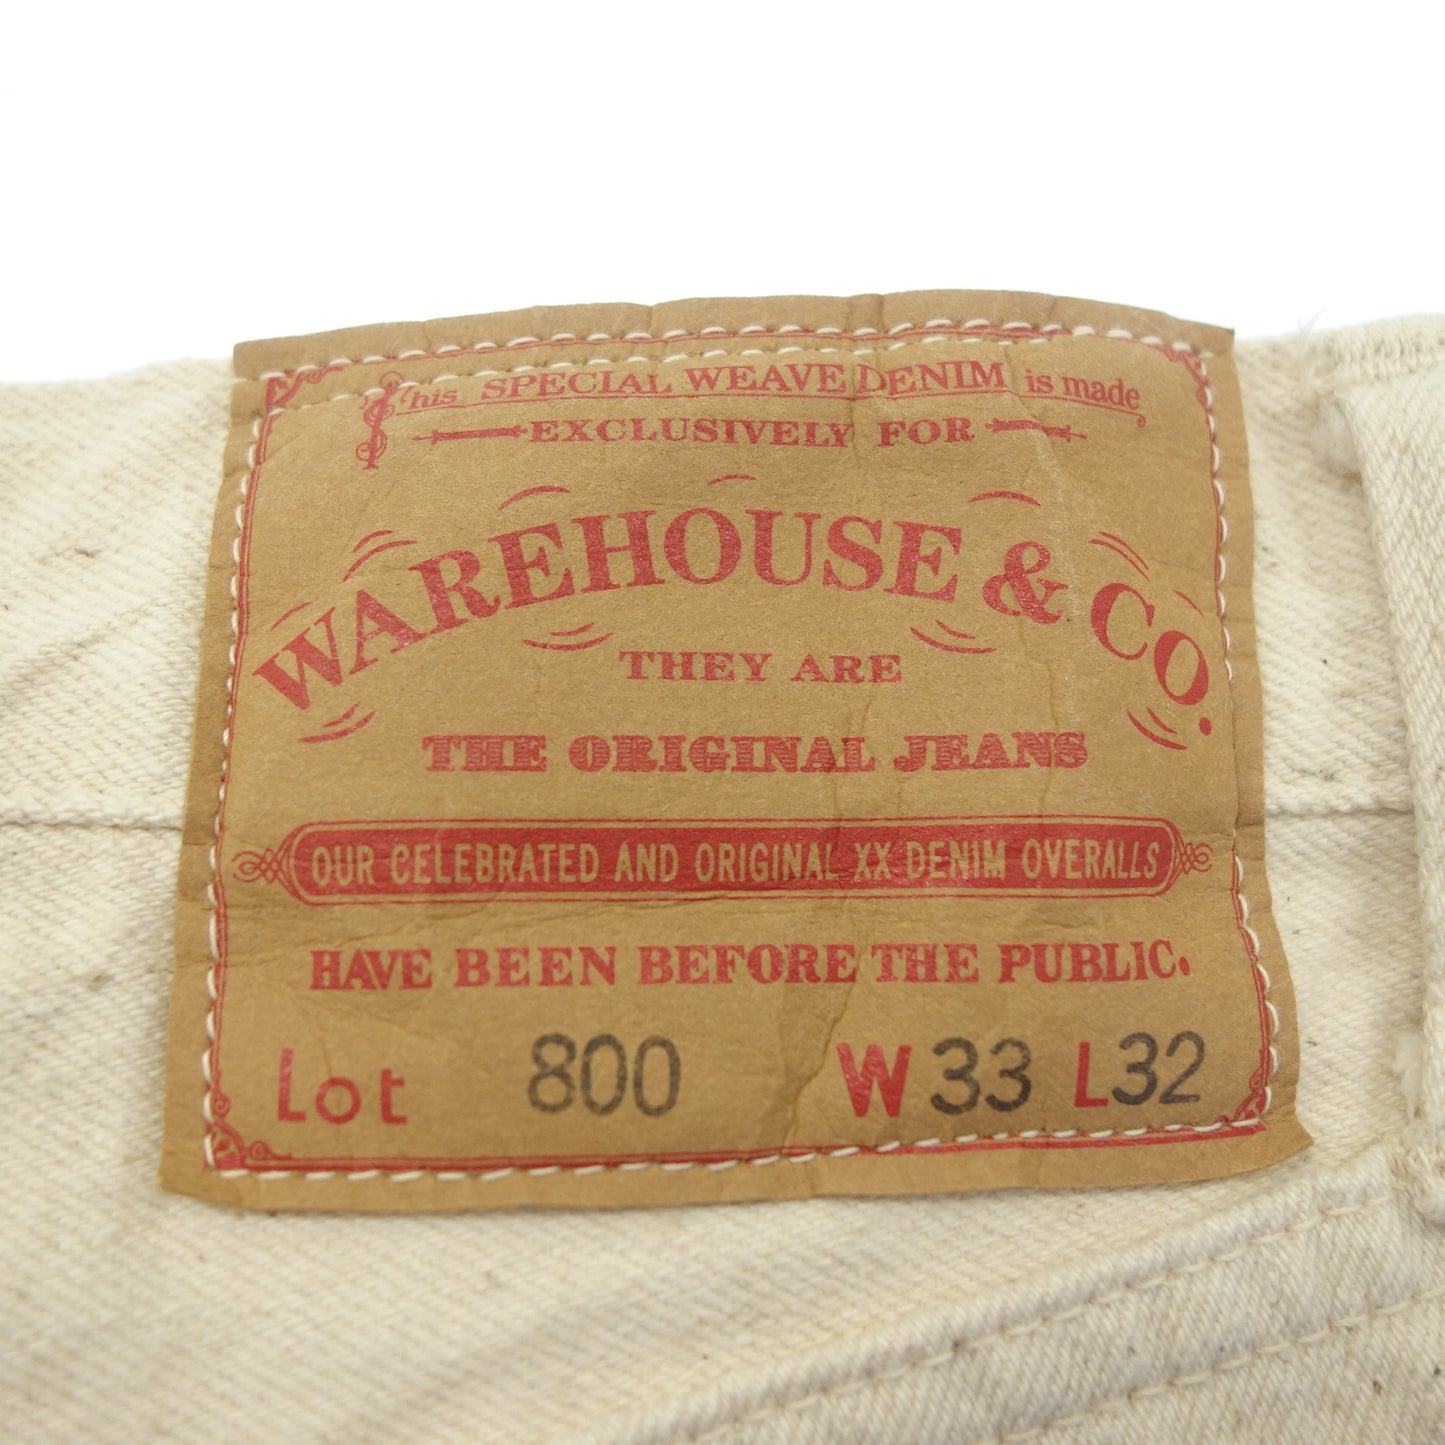 This SPECIAL WEAVE DENIM is made
EXCLUSIVELY FOR
WAREHOUSE & CO.
THEY ARE
THE ORIGINAL JEANS
OUR CELEBRATED AND ORIGINAL XX DENIM OVERALLS
HAVE BEEN BEFORE THE PUBLIC.
Lot 800 W33 L32